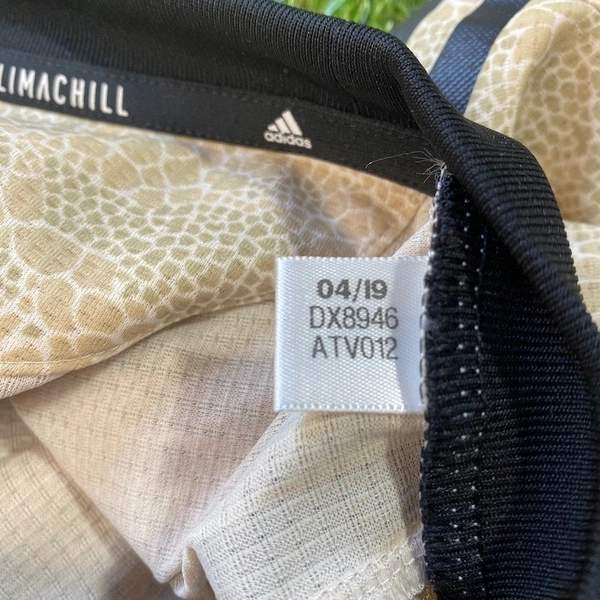 LIMACHILL
adidas
04/19
DX8946
ATV012